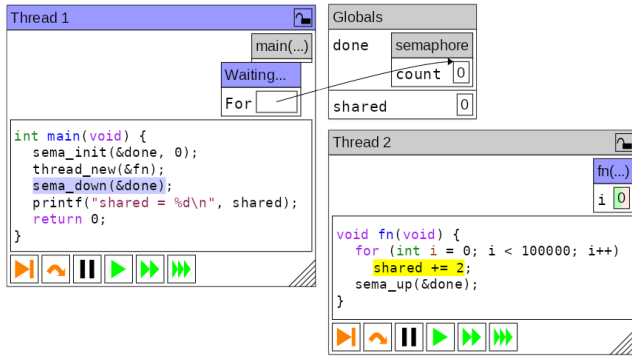 Thread 1
main(...)
Waiting...
For
int main(void) {
sema_init(&done, 0);
thread_new(&fn);
sema_down(&done);
printf("shared = %d\n", shared);
return 0;
}
Globals
done
semaphore
count 0
shared 0
Thread 2
fn(...)
i 0
void fn(void) {
for (int i = 0; i < 100000; i++)
shared += 2;
sema_up(&done);
}